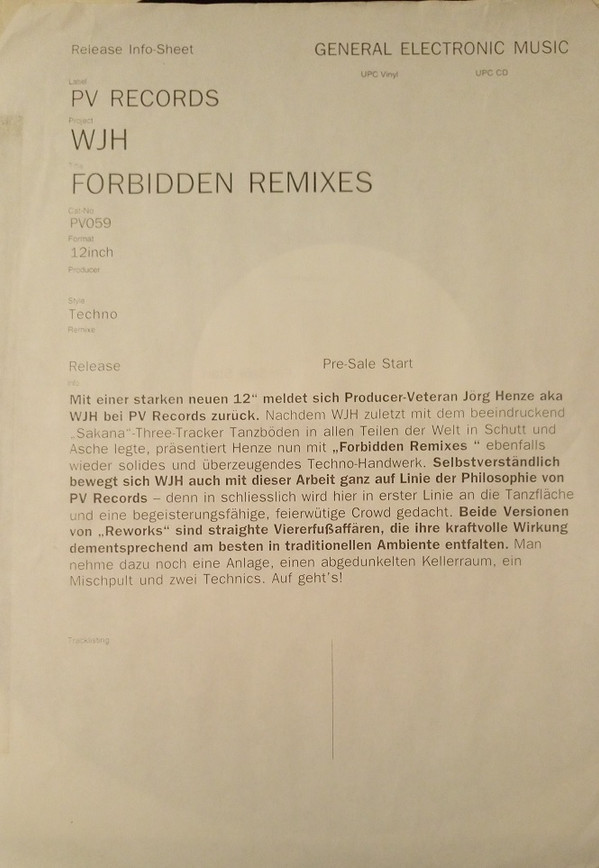 Release Info-Sheet GENERAL ELECTRONIC MUSIC
UPC Vinyl UPC CD
Label
PV RECORDS
Project
WJH
Title
FORBIDDEN REMIXES
Cat-No
PV059
Format
12inch
Producer
Style
Techno
Remixe
Release Pre-Sale Start
Info
Mit einer starken neuen 12“ meldet sich Producer-Veteran Jörg Henze aka
WJH bei PV Records zurück. Nachdem WJH zuletzt mit dem beeindruckend
„Sakana“-Three-Tracker Tanzböden in allen Teilen der Welt in Schutt und
Asche legte, präsentiert Henze nun mit „Forbidden Remixes “ ebenfalls
wieder solides und überzeugendes Techno-Handwerk. Selbstverständlich
bewegt sich WJH auch mit dieser Arbeit ganz auf Linie der Philosophie von
PV Records – denn in schliesslich wird hier in erster Linie an die Tanzfläche
und eine begeisterungsfähige, feierwütige Crowd gedacht. Beide Versionen
von „Reworks“ sind straighte Viererfußaffären, die ihre kraftvolle Wirkung
dementsprechend am besten in traditionellen Ambiente entfalten. Man
nehme dazu noch eine Anlage, einen abgedunkelten Kellerraum, ein
Mischpult und zwei Technics. Auf geht's!
Tracklisting